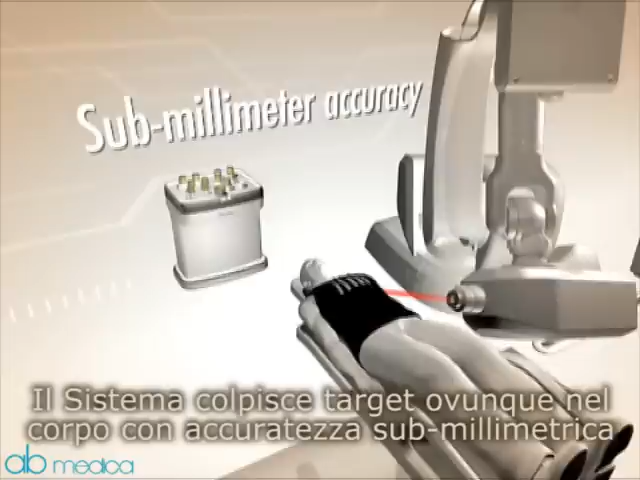 Sub-millimeter accuracy
Il Sistema colpisce target ovunque nel
corpo con accuratezza sub-millimetrica
ab medica